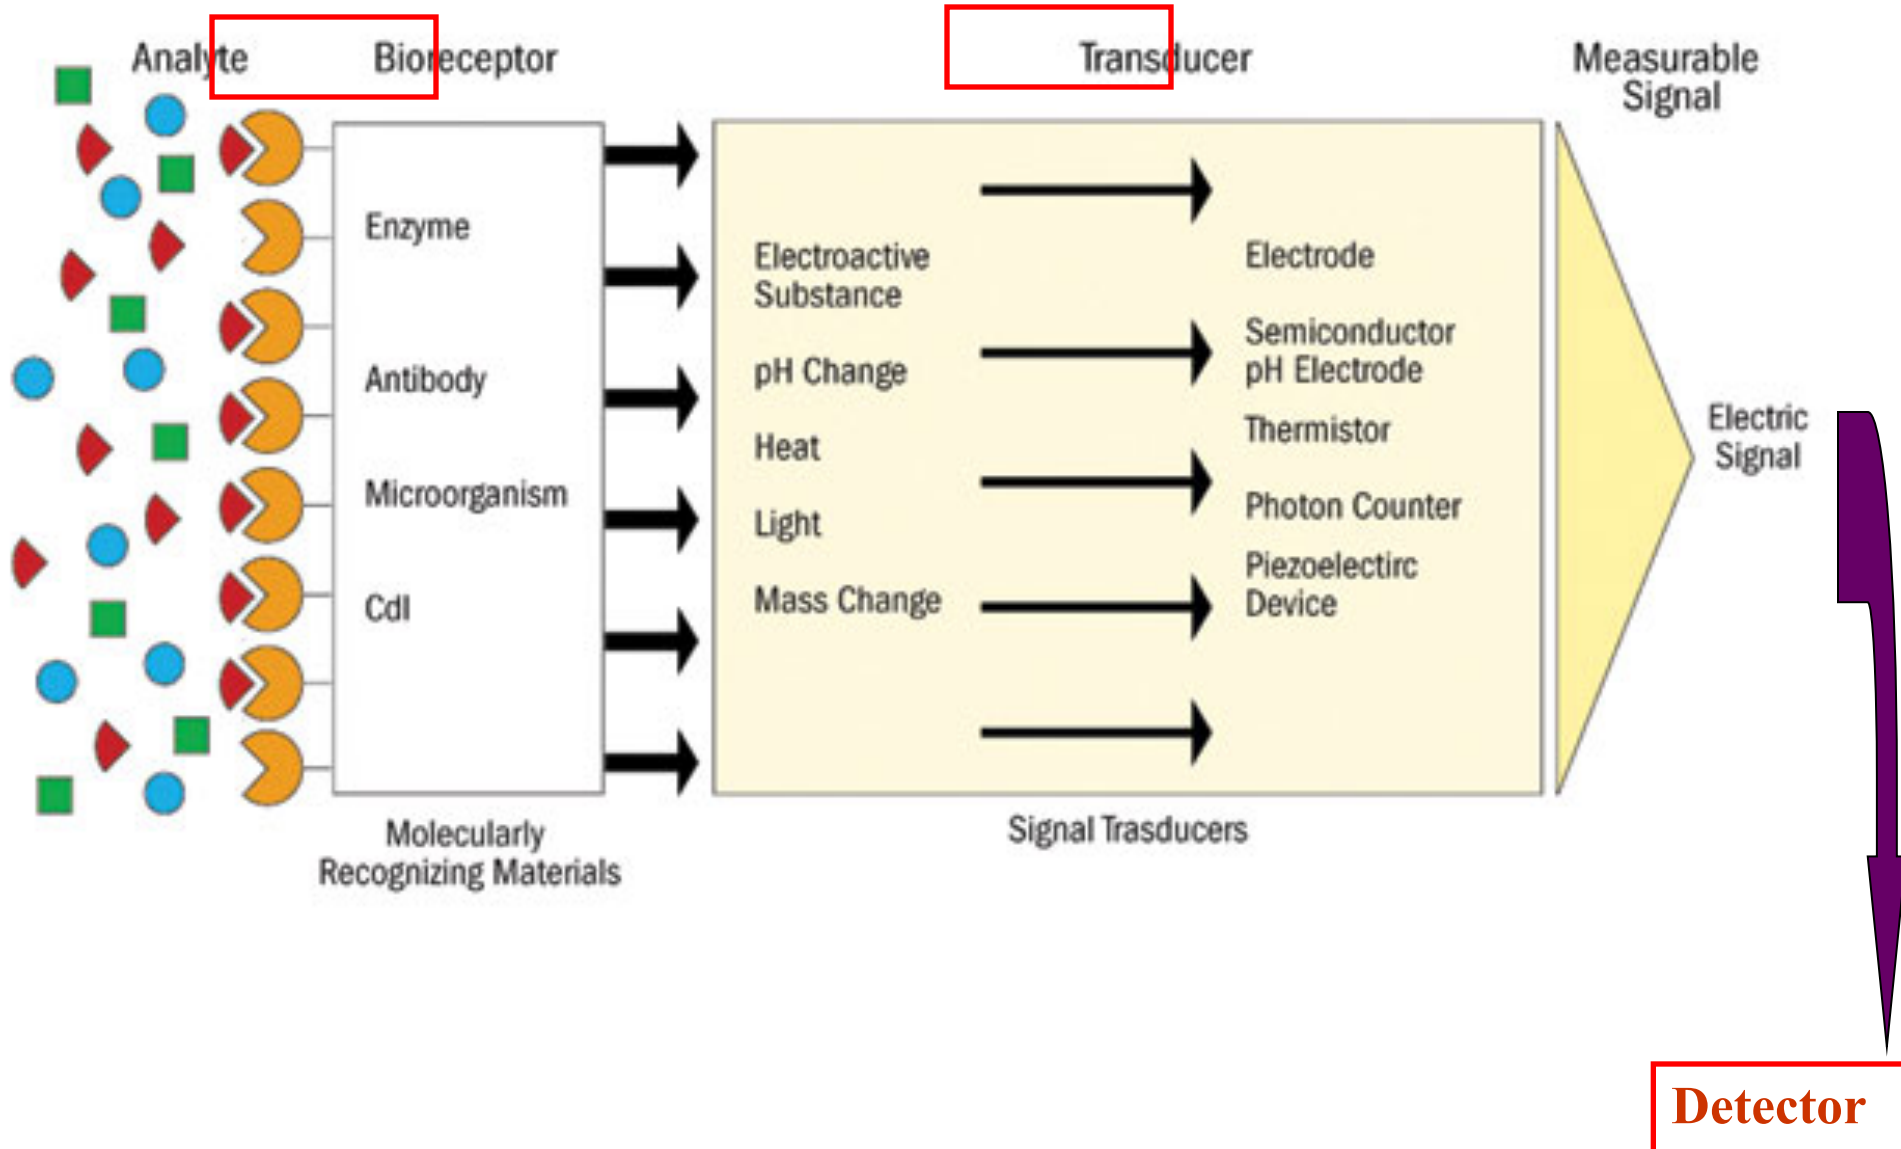 Analyte
Bioreceptor
Transducer
Measurable
Signal
Enzyme
Antibody
Microorganism
Cdl
Electroactive
Substance
pH Change
Heat
Light
Mass Change
Electrode
Semiconductor
pH Electrode
Thermistor
Photon Counter
Piezoelectirc
Device
Electric
Signal
Molecularly
Recognizing Materials
Signal Trasducers
Detector